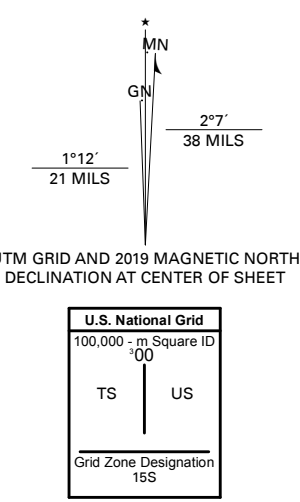 ★
MN
GN
2°7´
38 MILS
1°12´
21 MILS
UTM GRID AND 2019 MAGNETIC NORTH
DECLINATION AT CENTER OF SHEET
U.S. National Grid
100,000 - m Square ID
³00
TS US
Grid Zone Designation
15S